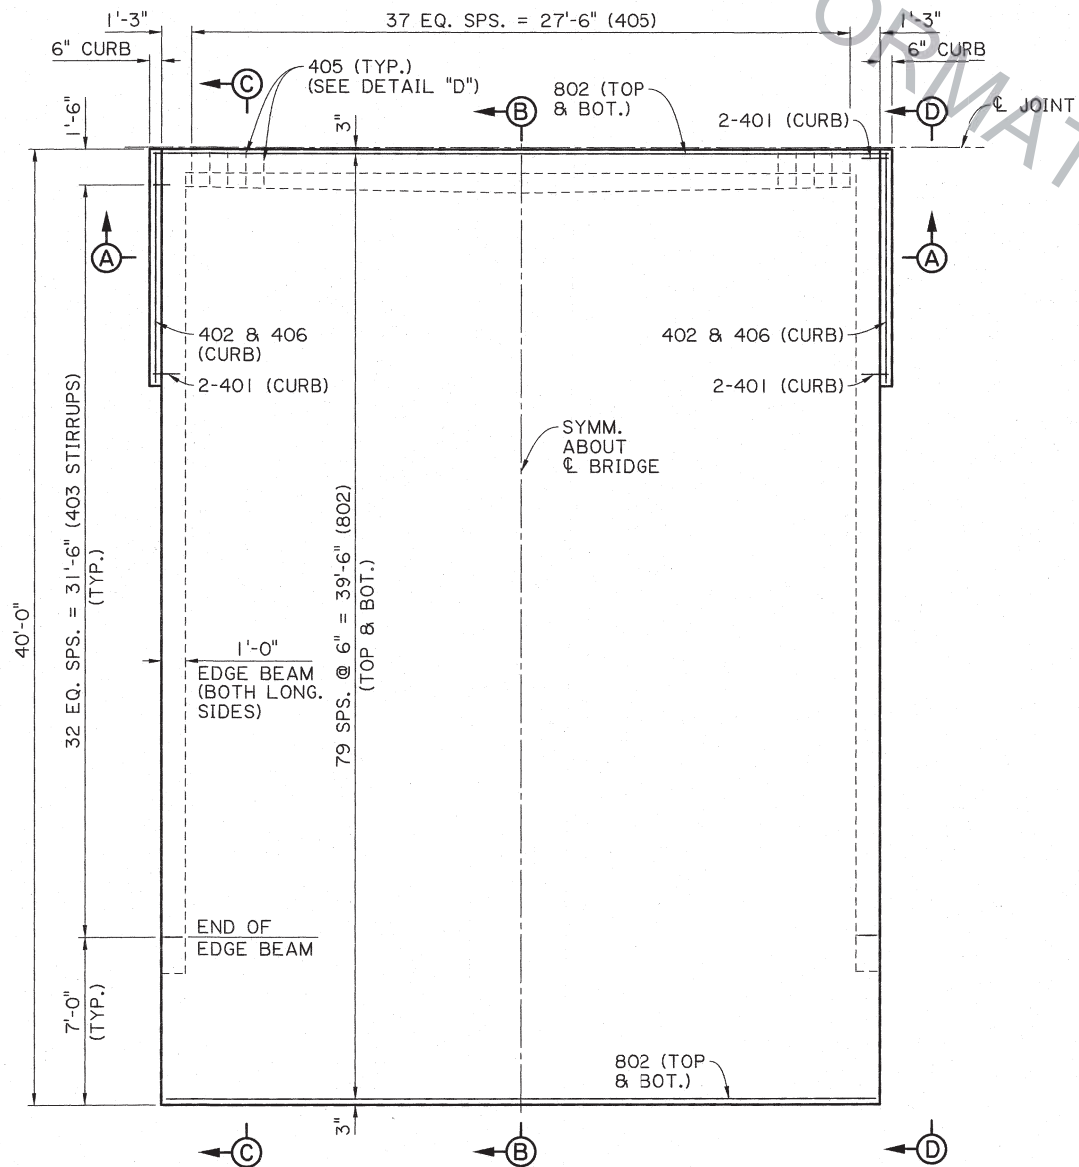 1'-3"
37 EQ. SPS. = 27'-6" (405)
1'-3"
6" CURB
6" CURB
C
405 (TYP.)
(SEE DETAIL "D")
B
802 (TOP
& BOT.)
D
2-401 (CURB)
℄ JOINT
1'-6"
3"
A
A
402 & 406
(CURB)
402 & 406 (CURB)
2-401 (CURB)
2-401 (CURB)
SYMM.
ABOUT
℄ BRIDGE
40'-0"
32 EQ. SPS. = 31'-6" (403 STIRRUPS)
(TYP.)
79 SPS. @ 6" = 39'-6" (802)
(TOP & BOT.)
1'-0"
EDGE BEAM
(BOTH LONG.
SIDES)
END OF
EDGE BEAM
7'-0"
(TYP.)
802 (TOP
& BOT.)
3"
C
B
D
ORMAT